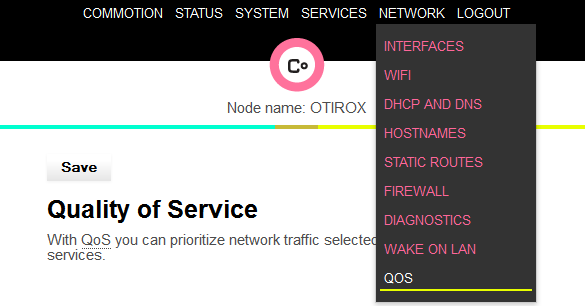 COMMOTION STATUS SYSTEM SERVICES NETWORK LOGOUT
INTERFACES
WIFI
DHCP AND DNS
HOSTNAMES
STATIC ROUTES
FIREWALL
DIAGNOSTICS
WAKE ON LAN
QOS
Co
Node name: OTIROX
Save
Quality of Service
With QoS you can prioritize network traffic selected
services.